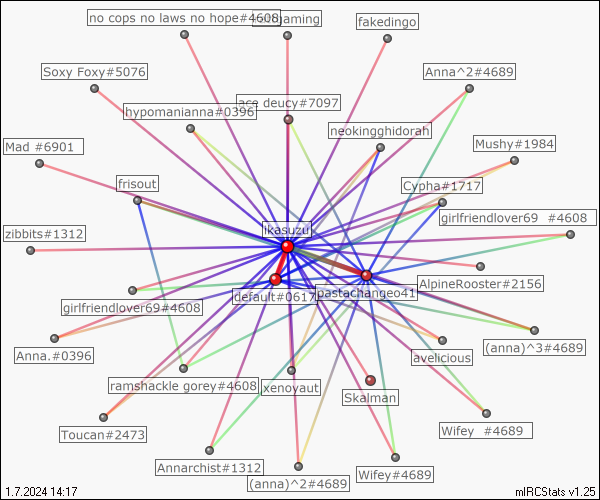 no cops no laws no hope#4608
gaming
fakedingo
Soxy Foxy#5076
Anna^2#4689
hypomanianna#0396
ace deucy#7097
neokingghidorah
Mad #6901
Mushy#1984
frisout
Cypha#1717
girlfriendlover69 #4608
ikasuzu
zibbits#1312
AlpineRooster#2156
default#0617
pastachangeo41
girlfriendlover69#4608
Anna.#0396
avelicious
(anna)^3#4689
ramshackle gorey#4608
xenoyaut
Skalman
Toucan#2473
Wifey #4689
Annarchist#1312
(anna)^2#4689
Wifey#4689
1.7.2024 14:17
mIRCStats v1.25